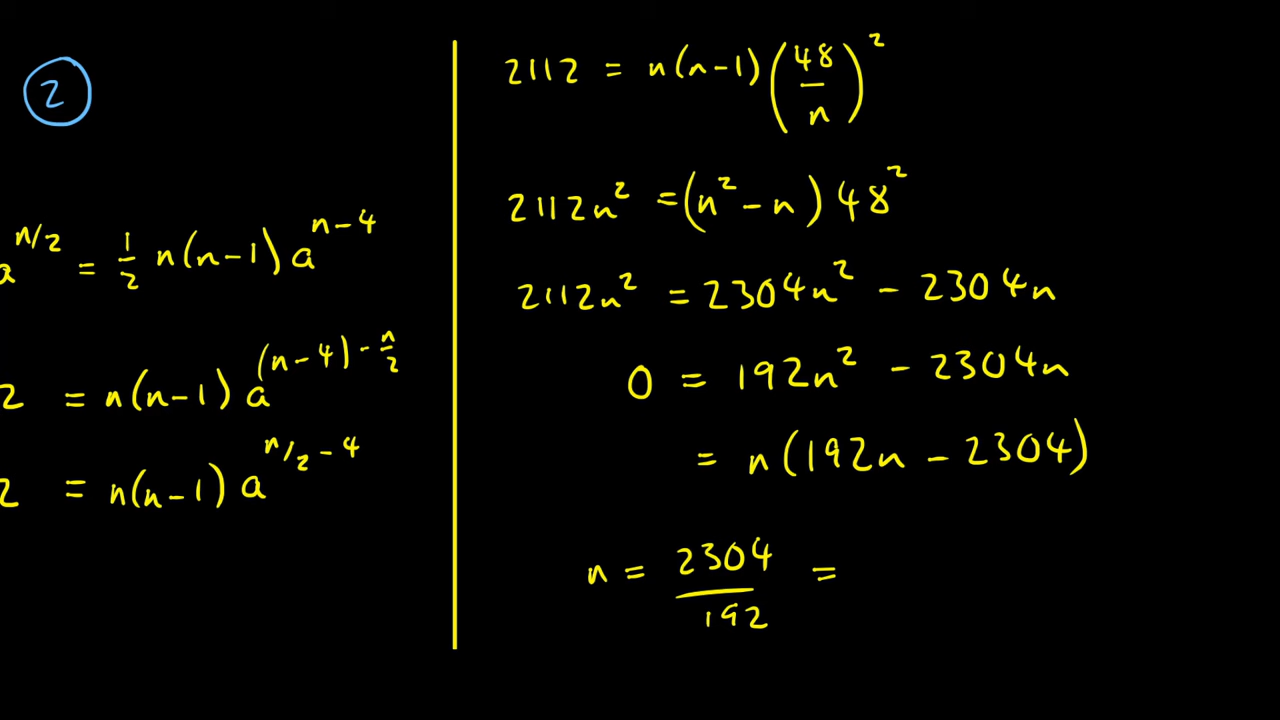 2
a^{n/2} = 1/2 n(n-1) a^{n-4}
2 = n(n-1) a^{(n-4) - n/2}
2 = n(n-1) a^{n/2 - 4}
2112 = n(n-1) (48/n)^2
2112n^2 = (n^2 - n) 48^2
2112n^2 = 2304n^2 - 2304n
0 = 192n^2 - 2304n
= n(192n - 2304)
n = 2304/192 =